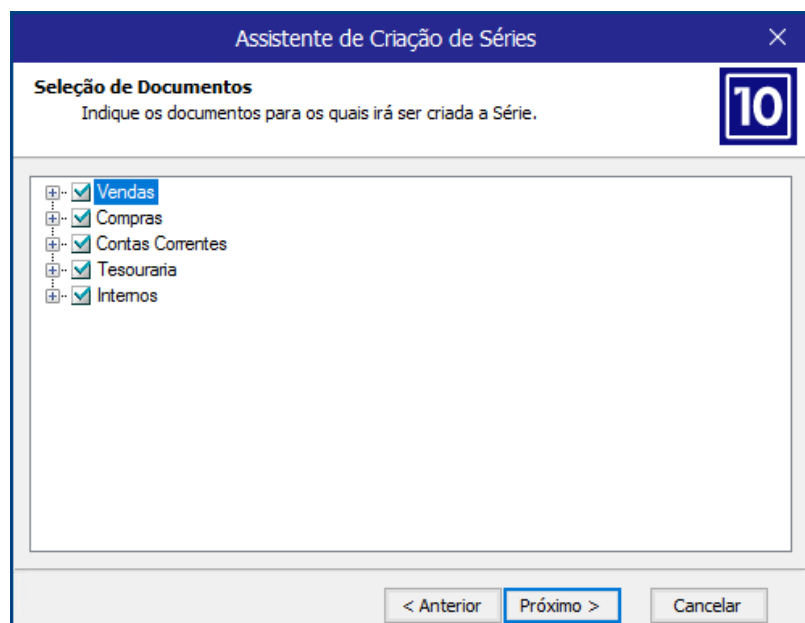 Assistente de Criação de Séries
Seleção de Documentos
Indique os documentos para os quais irá ser criada a Série.
10
Vendas
Compras
Contas Correntes
Tesouraria
Internos
< Anterior
Próximo >
Cancelar